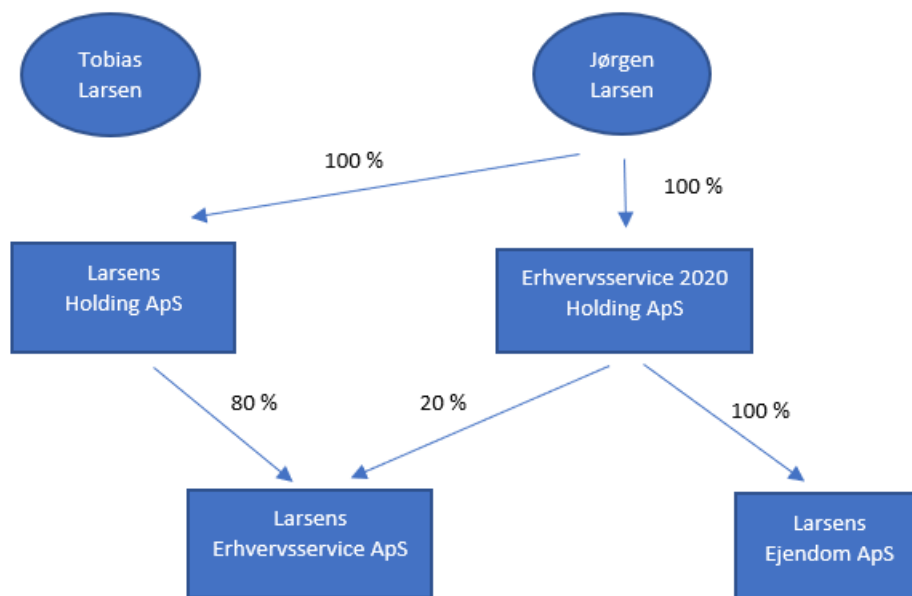 Tobias
Larsen
Jørgen
Larsen
100 %
100 %
Larsens
Holding ApS
Erhvervsservice 2020
Holding ApS
80 %
20 %
100 %
Larsens
Erhvervsservice ApS
Larsens
Ejendom ApS